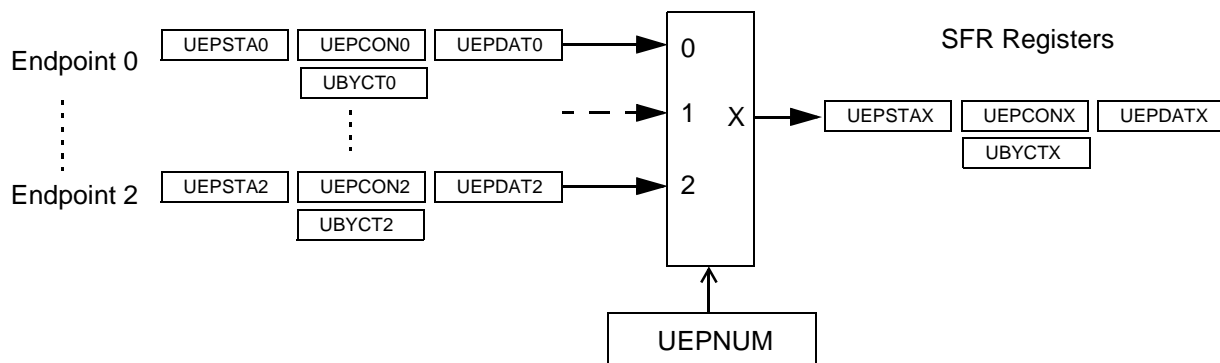 UEPSTA0 UEPCON0 UEPDAT0 0 SFR Registers
Endpoint 0
UBYCT0
1 X UEPSTAX UEPCONX UEPDATX
UBYCTX
Endpoint 2 UEPSTA2 UEPCON2 UEPDAT2 2
UBYCT2
UEPNUM